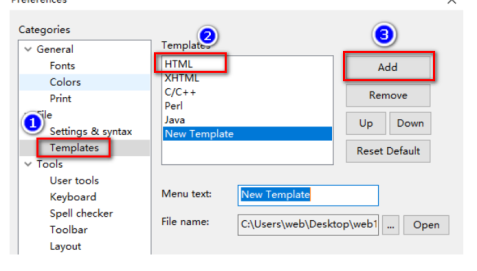 Preferences
Categories
General
Fonts
Colors
Print
File
Settings & syntax
Templates
Tools
User tools
Keyboard
Spell checker
Toolbar
Layout
1
2
3
Templates
HTML
XHTML
C/C++
Perl
Java
New Template
Add
Remove
Up Down
Reset Default
Menu text: New Template
File name: C:\Users\web\Desktop\web1 ... Open